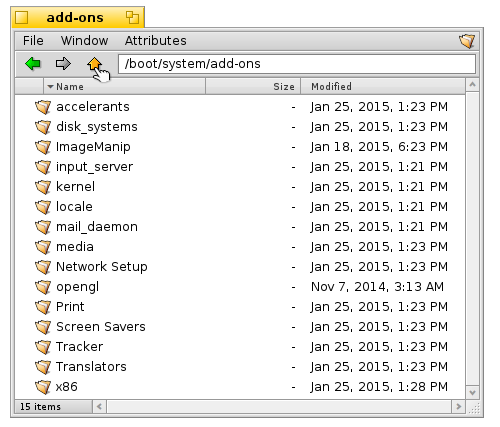 add-ons
File Window Attributes
/boot/system/add-ons
Name Size Modified
accelerants - Jan 25, 2015, 1:23 PM
disk_systems - Jan 25, 2015, 1:23 PM
ImageManip - Jan 18, 2015, 6:23 PM
input_server - Jan 25, 2015, 1:21 PM
kernel - Jan 25, 2015, 1:21 PM
locale - Jan 25, 2015, 1:21 PM
mail_daemon - Jan 25, 2015, 1:21 PM
media - Jan 25, 2015, 1:23 PM
Network Setup - Jan 25, 2015, 1:23 PM
opengl - Nov 7, 2014, 3:13 AM
Print - Jan 25, 2015, 1:23 PM
Screen Savers - Jan 25, 2015, 1:23 PM
Tracker - Jan 25, 2015, 1:23 PM
Translators - Jan 25, 2015, 1:23 PM
x86 - Jan 25, 2015, 1:28 PM
15 items